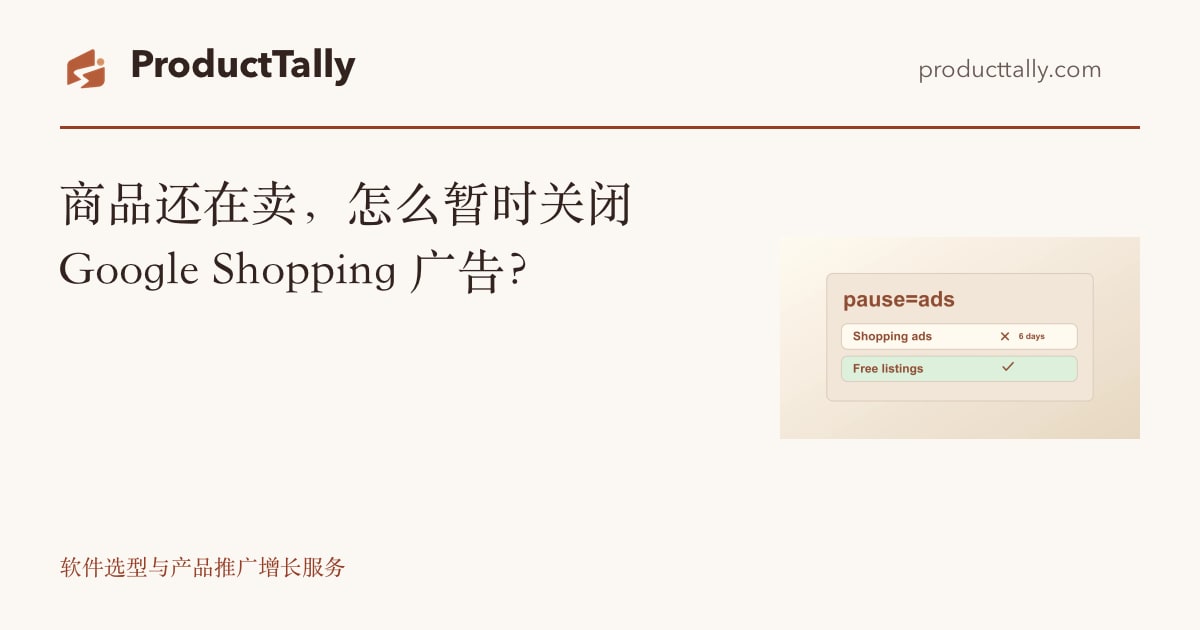 ProductTally
producttally.com
商品还在卖，怎么暂时关闭
Google Shopping 广告？
pause=ads
Shopping ads ✕ 6 days
Free listings ✓
软件选型与产品推广增长服务